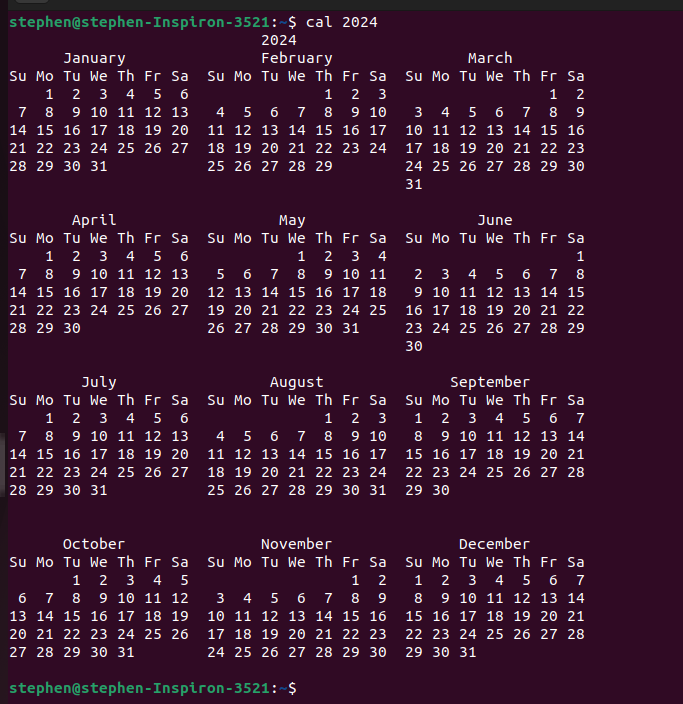 stephen@stephen-Inspiron-3521:~$ cal 2024
                            2024
      January               February               March
Su Mo Tu We Th Fr Sa  Su Mo Tu We Th Fr Sa  Su Mo Tu We Th Fr Sa
    1  2  3  4  5  6               1  2  3                  1  2
 7  8  9 10 11 12 13   4  5  6  7  8  9 10   3  4  5  6  7  8  9
14 15 16 17 18 19 20  11 12 13 14 15 16 17  10 11 12 13 14 15 16
21 22 23 24 25 26 27  18 19 20 21 22 23 24  17 18 19 20 21 22 23
28 29 30 31           25 26 27 28 29        24 25 26 27 28 29 30
                                            31
       April                  May                   June
Su Mo Tu We Th Fr Sa  Su Mo Tu We Th Fr Sa  Su Mo Tu We Th Fr Sa
    1  2  3  4  5  6            1  2  3  4                     1
 7  8  9 10 11 12 13   5  6  7  8  9 10 11   2  3  4  5  6  7  8
14 15 16 17 18 19 20  12 13 14 15 16 17 18   9 10 11 12 13 14 15
21 22 23 24 25 26 27  19 20 21 22 23 24 25  16 17 18 19 20 21 22
28 29 30              26 27 28 29 30 31     23 24 25 26 27 28 29
                                            30
        July                 August              September
Su Mo Tu We Th Fr Sa  Su Mo Tu We Th Fr Sa  Su Mo Tu We Th Fr Sa
    1  2  3  4  5  6               1  2  3   1  2  3  4  5  6  7
 7  8  9 10 11 12 13   4  5  6  7  8  9 10   8  9 10 11 12 13 14
14 15 16 17 18 19 20  11 12 13 14 15 16 17  15 16 17 18 19 20 21
21 22 23 24 25 26 27  18 19 20 21 22 23 24  22 23 24 25 26 27 28
28 29 30 31           25 26 27 28 29 30 31  29 30
      October               November              December
Su Mo Tu We Th Fr Sa  Su Mo Tu We Th Fr Sa  Su Mo Tu We Th Fr Sa
       1  2  3  4  5                  1  2   1  2  3  4  5  6  7
 6  7  8  9 10 11 12   3  4  5  6  7  8  9   8  9 10 11 12 13 14
13 14 15 16 17 18 19  10 11 12 13 14 15 16  15 16 17 18 19 20 21
20 21 22 23 24 25 26  17 18 19 20 21 22 23  22 23 24 25 26 27 28
27 28 29 30 31        24 25 26 27 28 29 30  29 30 31
stephen@stephen-Inspiron-3521:~$